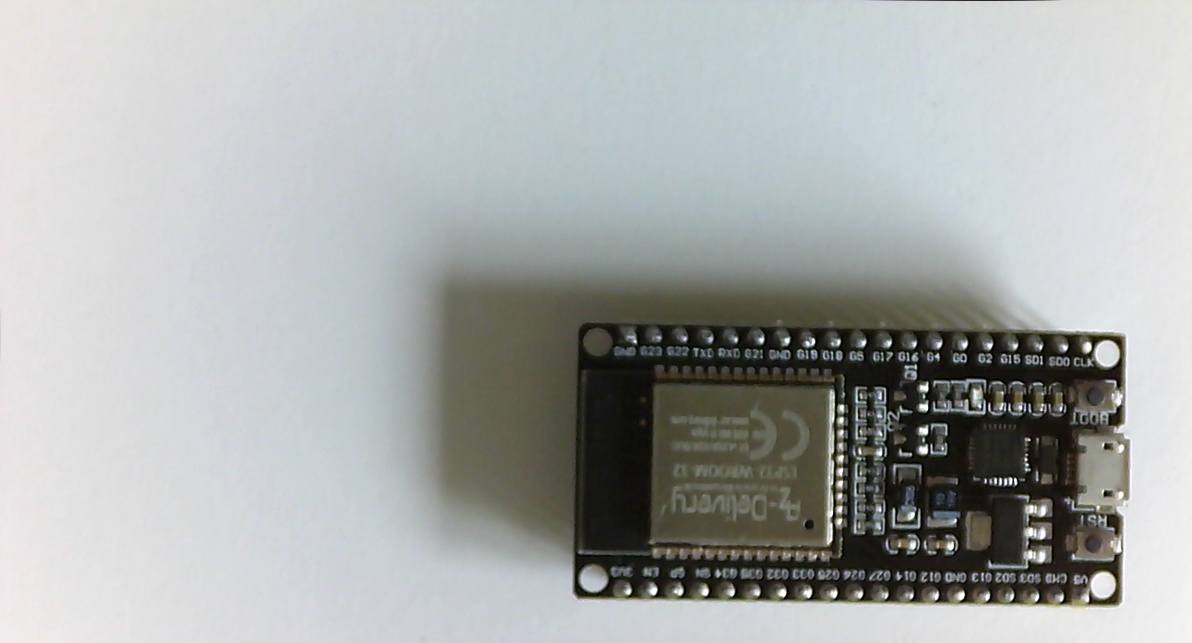 GND G23 G22 TXD RXD G21 GND G19 G18 G5 G17 G16 G4 G0 G2 G15 SD1 SD0 CLK
BOOT
CE
ESP32-WROOM-32
AZ-Delivery
RST
3V3 EN SP SN G34 G35 G32 G33 G25 G26 G27 G14 G12 GND G13 SD2 SD3 CMD V5